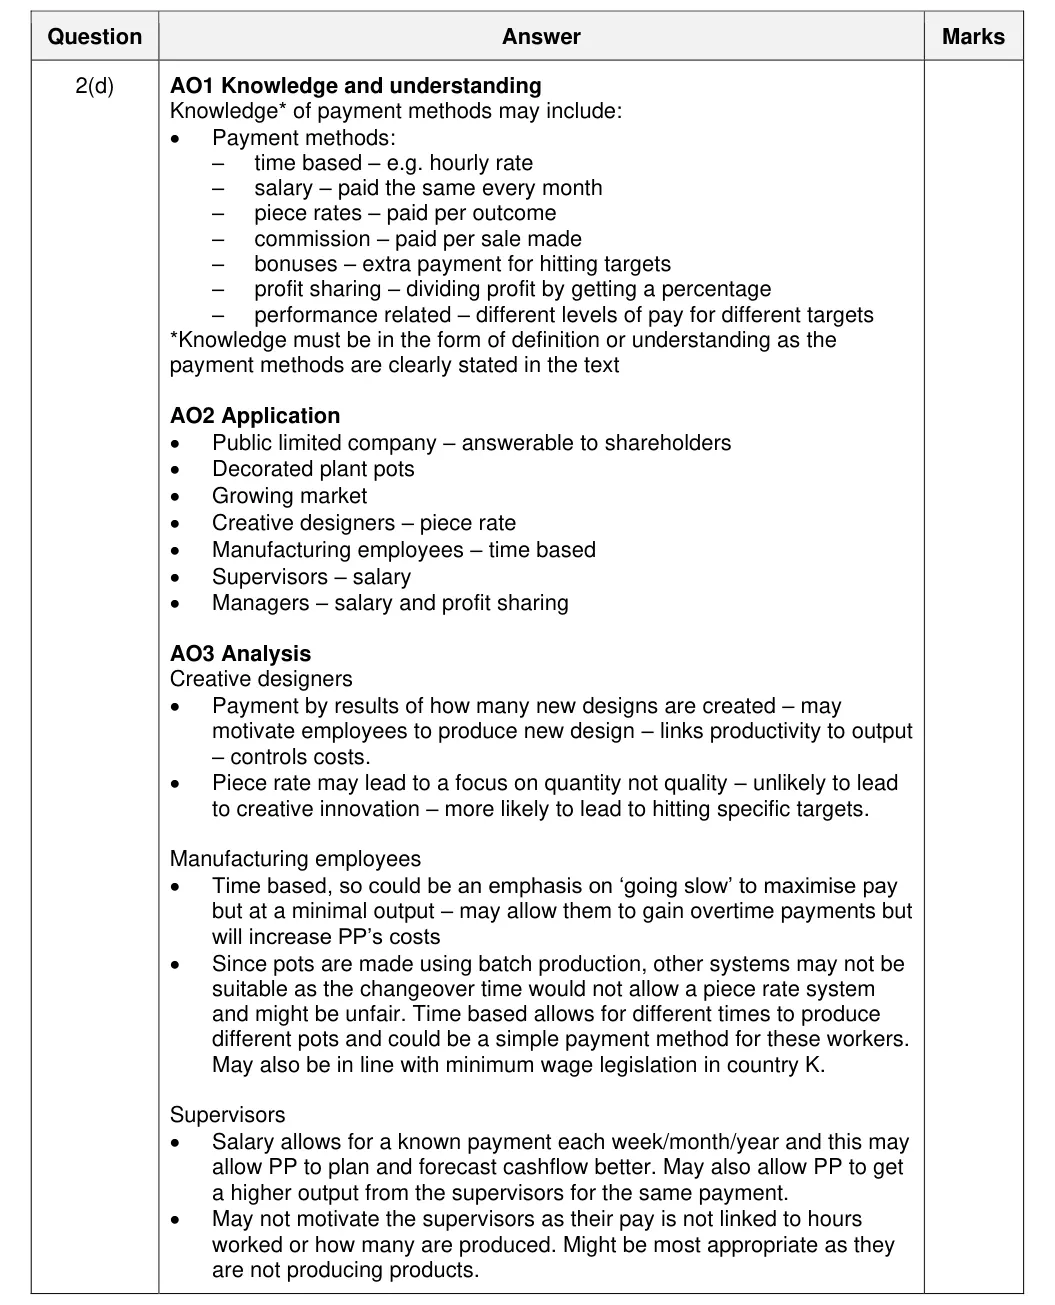 Question Answer Marks
2(d) AO1 Knowledge and understanding
Knowledge* of payment methods may include:
• Payment methods:
– time based – e.g. hourly rate
– salary – paid the same every month
– piece rates – paid per outcome
– commission – paid per sale made
– bonuses – extra payment for hitting targets
– profit sharing – dividing profit by getting a percentage
– performance related – different levels of pay for different targets
*Knowledge must be in the form of definition or understanding as the
payment methods are clearly stated in the text
AO2 Application
• Public limited company – answerable to shareholders
• Decorated plant pots
• Growing market
• Creative designers – piece rate
• Manufacturing employees – time based
• Supervisors – salary
• Managers – salary and profit sharing
AO3 Analysis
Creative designers
• Payment by results of how many new designs are created – may
motivate employees to produce new design – links productivity to output
– controls costs.
• Piece rate may lead to a focus on quantity not quality – unlikely to lead
to creative innovation – more likely to lead to hitting specific targets.
Manufacturing employees
• Time based, so could be an emphasis on ‘going slow’ to maximise pay
but at a minimal output – may allow them to gain overtime payments but
will increase PP’s costs
• Since pots are made using batch production, other systems may not be
suitable as the changeover time would not allow a piece rate system
and might be unfair. Time based allows for different times to produce
different pots and could be a simple payment method for these workers.
May also be in line with minimum wage legislation in country K.
Supervisors
• Salary allows for a known payment each week/month/year and this may
allow PP to plan and forecast cashflow better. May also allow PP to get
a higher output from the supervisors for the same payment.
• May not motivate the supervisors as their pay is not linked to hours
worked or how many are produced. Might be most appropriate as they
are not producing products.